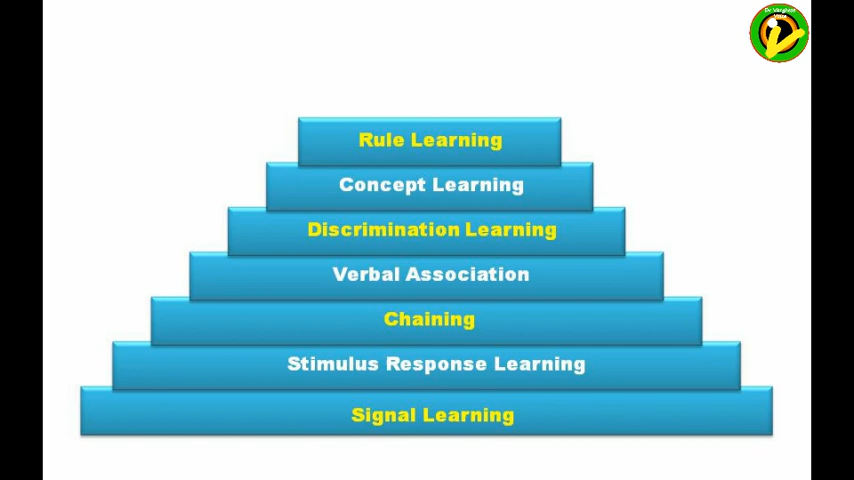 Rule Learning
Concept Learning
Discrimination Learning
Verbal Association
Chaining
Stimulus Response Learning
Signal Learning